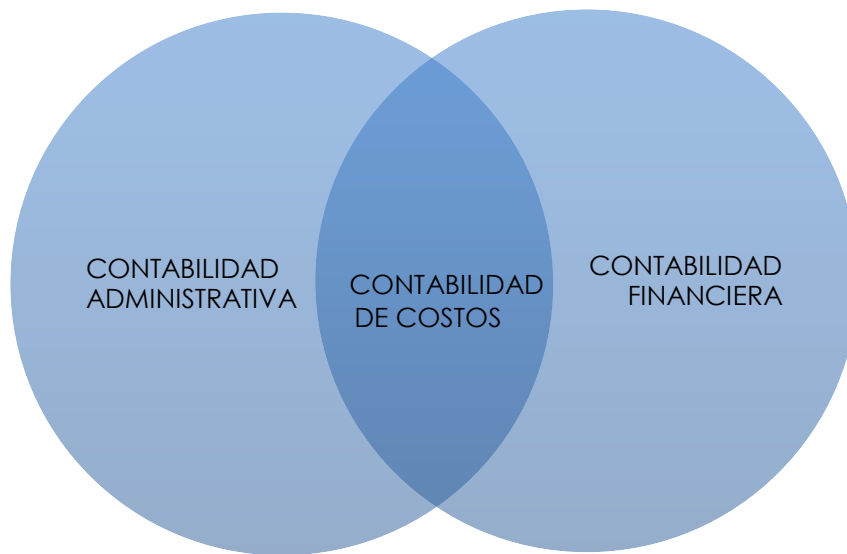 CONTABILIDAD
ADMINISTRATIVA
CONTABILIDAD
DE COSTOS
CONTABILIDAD
FINANCIERA